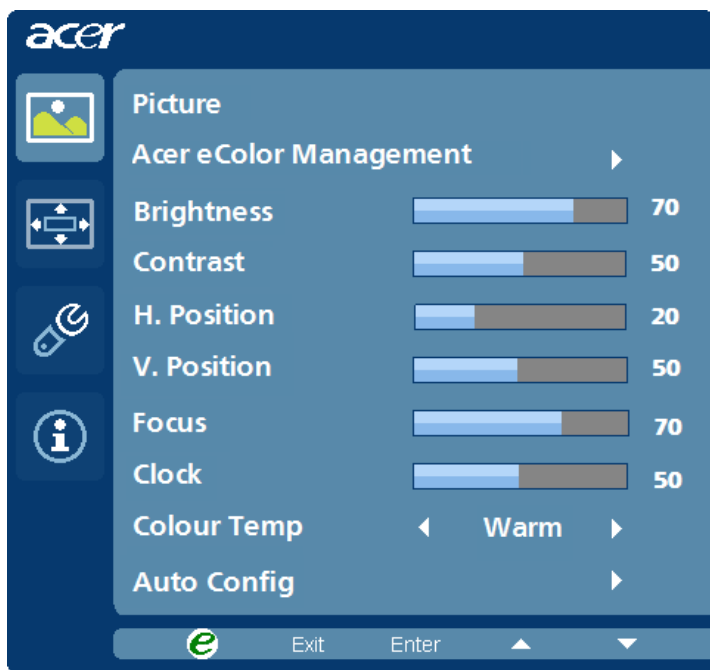 acer
Picture
Acer eColor Management
Brightness 70
Contrast 50
H. Position 20
V. Position 50
Focus 70
Clock 50
Colour Temp Warm
Auto Config
e Exit Enter